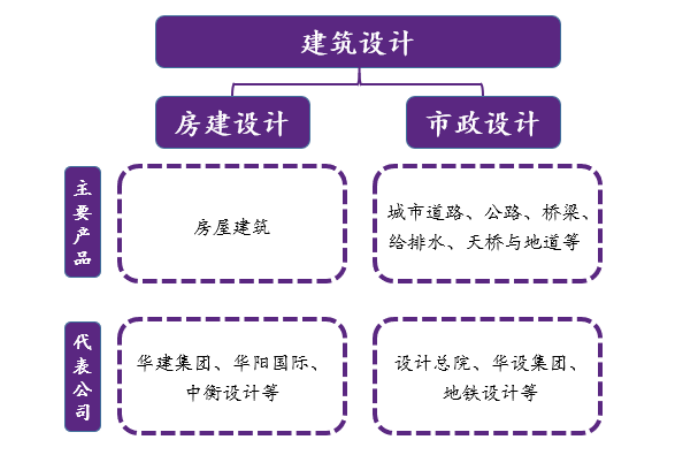 建筑设计
房建设计
市政设计
主要产品
房屋建筑
城市道路、公路、桥梁、
给排水、天桥与地道等
代表公司
华建集团、华阳国际、
中衡设计等
设计总院、华设集团、
地铁设计等